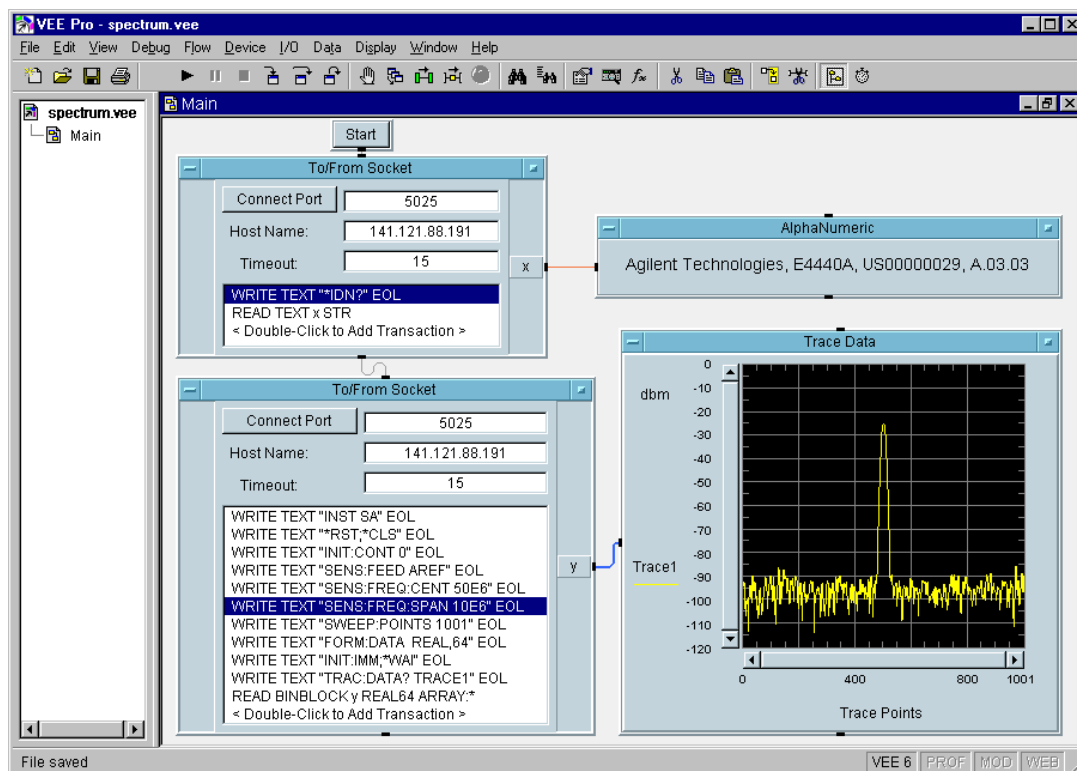 VEE Pro - spectrum.vee
File Edit View Debug Flow Device I/O Data Display Window Help
spectrum.vee
Main
Main
Start
To/From Socket
Connect Port 5025
Host Name: 141.121.88.191
Timeout: 15
x
WRITE TEXT "*IDN?" EOL
READ TEXT x STR
< Double-Click to Add Transaction >
AlphaNumeric
Agilent Technologies, E4440A, US00000029, A.03.03
To/From Socket
Connect Port 5025
Host Name: 141.121.88.191
Timeout: 15
WRITE TEXT "INST SA" EOL
WRITE TEXT "*RST;*CLS" EOL
WRITE TEXT "INIT:CONT 0" EOL
WRITE TEXT "SENS:FEED AREF" EOL
WRITE TEXT "SENS:FREQ:CENT 50E6" EOL
WRITE TEXT "SENS:FREQ:SPAN 10E6" EOL
WRITE TEXT "SWEEP:POINTS 1001" EOL
WRITE TEXT "FORM:DATA REAL,64" EOL
WRITE TEXT "INIT:IMM;*WAI" EOL
WRITE TEXT "TRAC:DATA? TRACE1" EOL
READ BINBLOCK y REAL64 ARRAY:*
< Double-Click to Add Transaction >
y
Trace Data
dbm
Trace1
0
-10
-20
-30
-40
-50
-60
-70
-80
-90
-100
-110
-120
0 400 800 1001
Trace Points
File saved
VEE 6 PROF MOD WEB